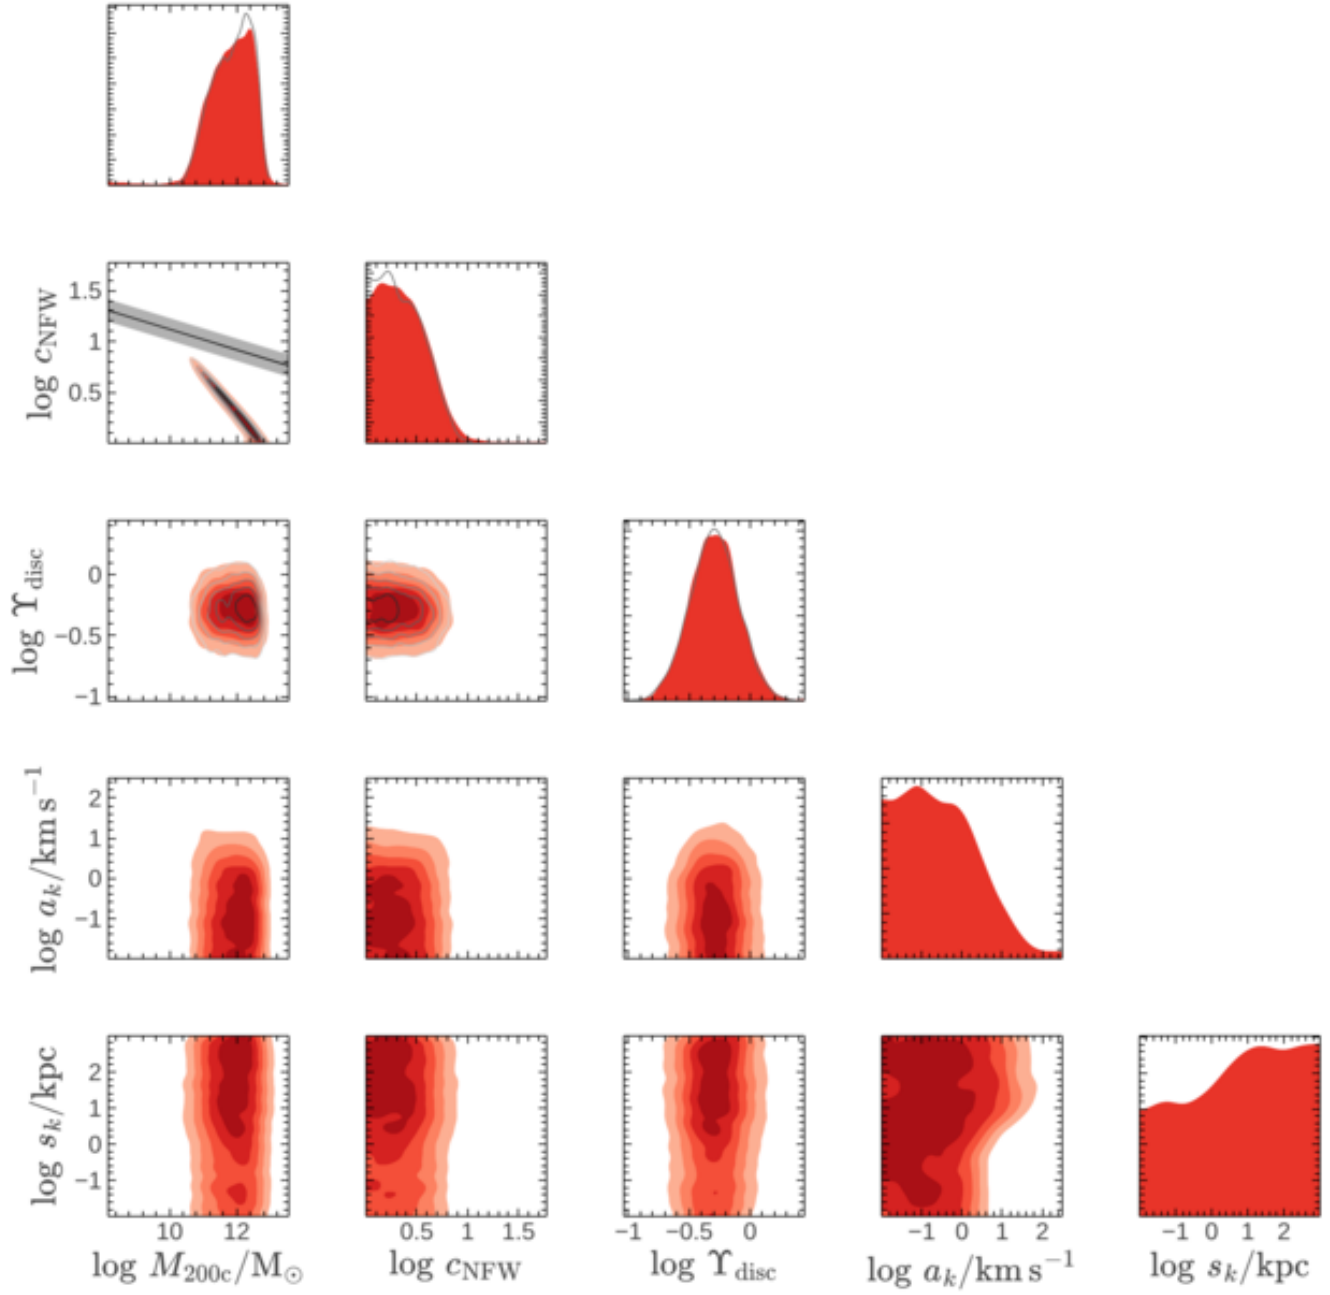 log c_NFW
1.5
1
0.5
log ϒ_disc
0
−0.5
−1
log a_k/km s⁻¹
2
1
0
−1
log s_k/kpc
2
1
0
−1
10 12 0.5 1 1.5 −1 −0.5 0 −1 0 1 2 −1 0 1 2
log M_200c/M_⊙ log c_NFW log ϒ_disc log a_k/km s⁻¹ log s_k/kpc